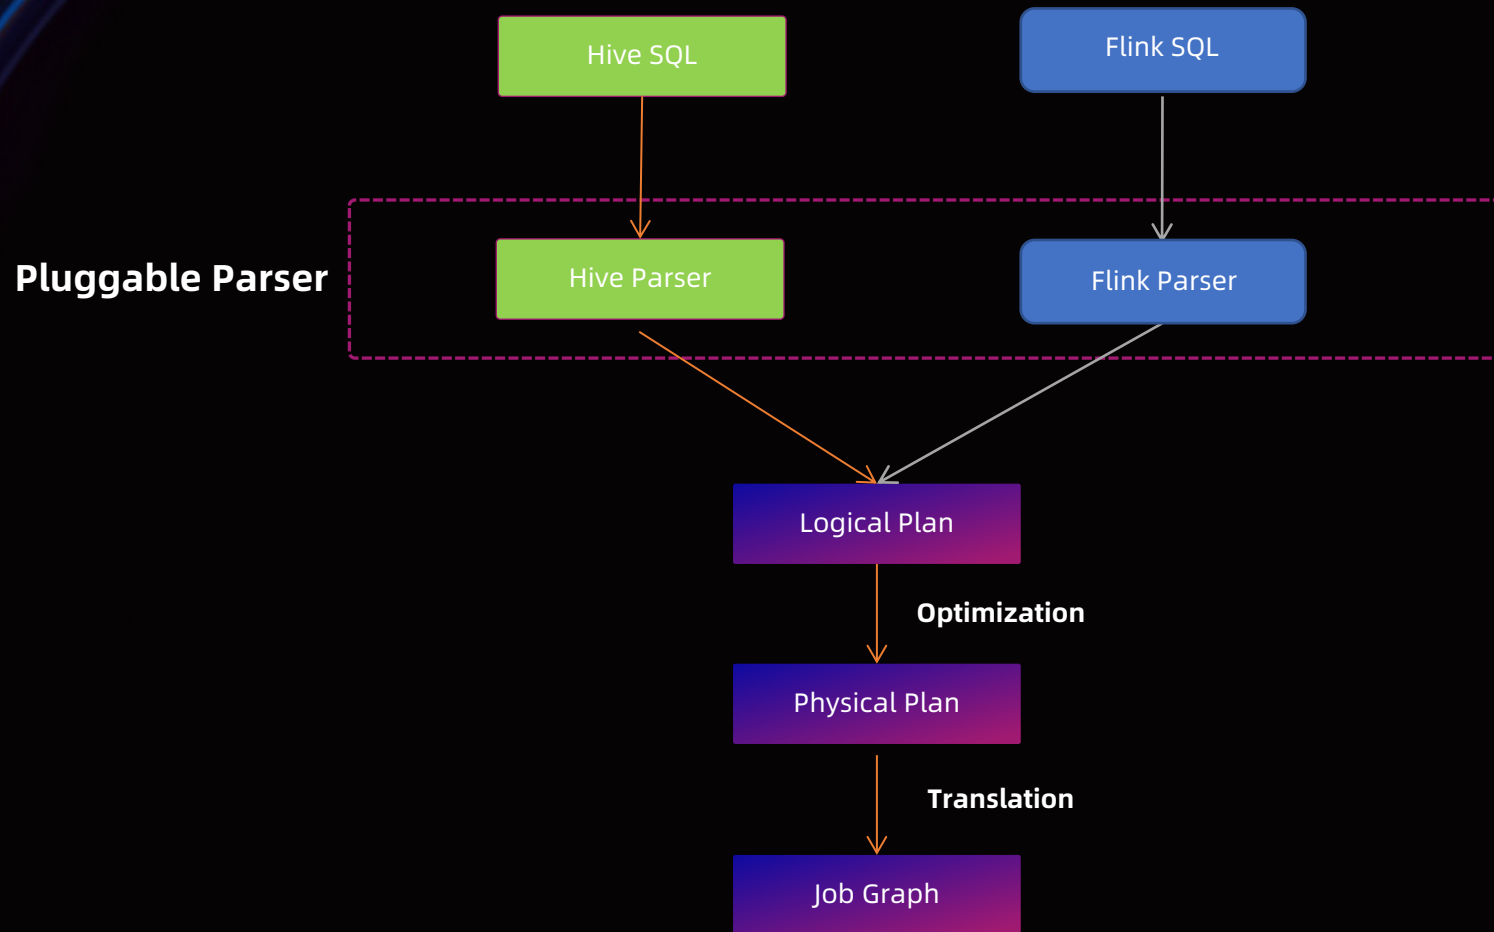 Hive SQL
Flink SQL
Pluggable Parser
Hive Parser
Flink Parser
Logical Plan
Optimization
Physical Plan
Translation
Job Graph